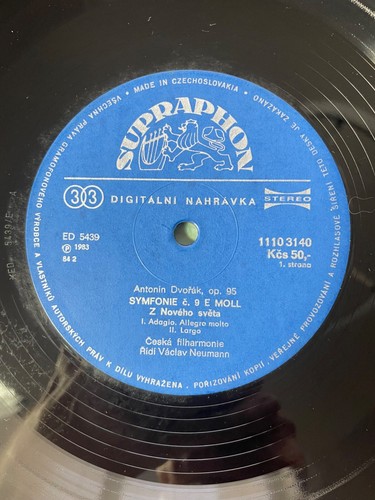 MADE IN CZECHOSLOVAKIA
VŠECHNA PRÁVA GRAMOFONOVÉHO VÝROBCE A VLASTNÍKŮ AUTORSKÝCH PRÁV K DÍLU VYHRAŽENA. POŘIZOVÁNÍ KOPIÍ, VEŘEJNÉ PROVOZOVÁNÍ A ROZHLASOVÉ ŠÍŘENÍ TÉTO DESKY JE ZAKÁZÁNO
SUPRAPHON
33 DIGITÁLNÍ NAHRÁVKA STEREO
ED 5439
Ⓟ 1983
84 2
1110 3140
Kčs 50,-
1. strana
Antonín Dvořák, op. 95
SYMFONIE č. 9 E MOLL
Z Nového světa
I. Adagio. Allegro molto
II. Largo
Česká filharmonie
Řídí Václav Neumann